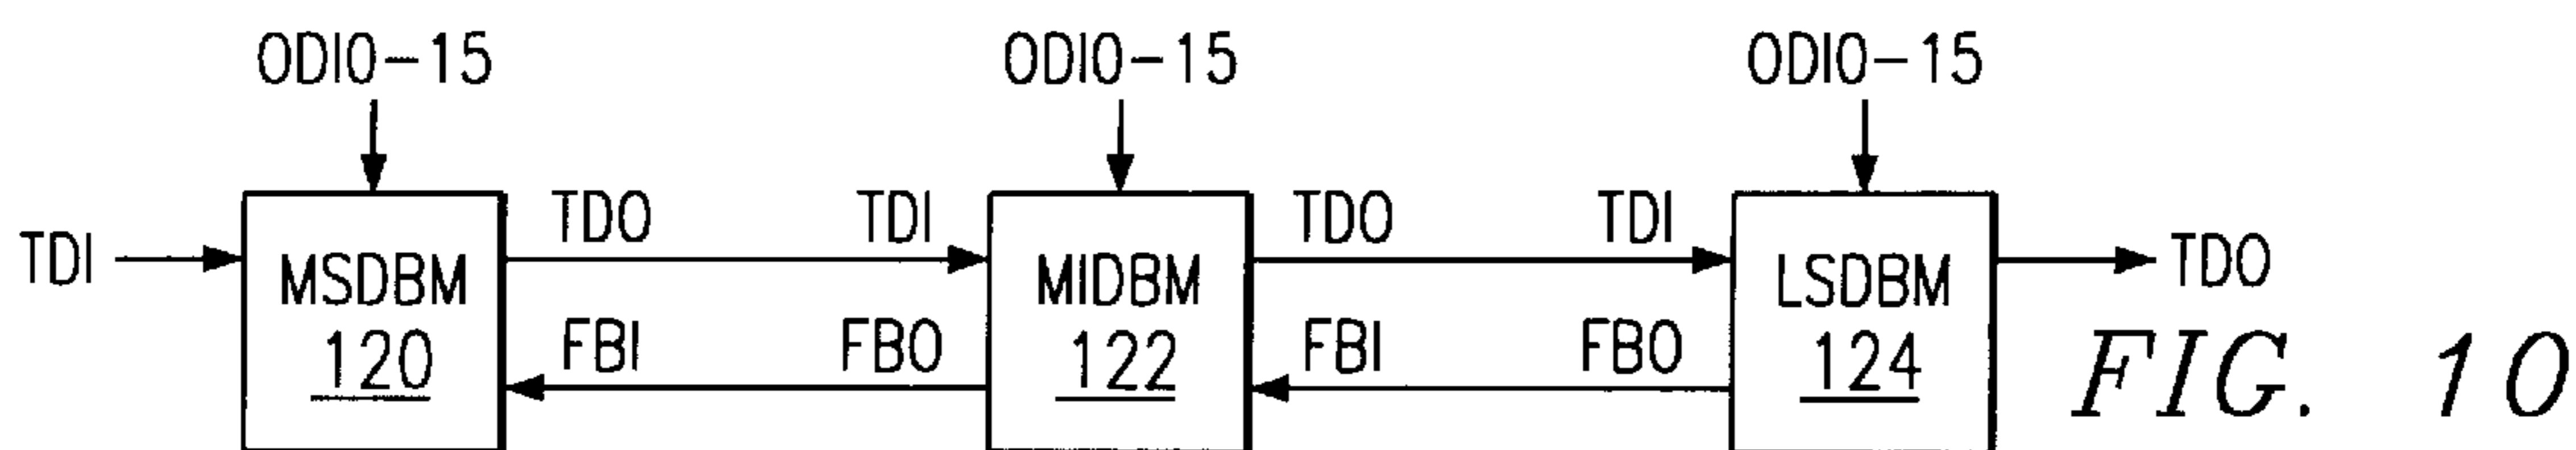 ODI0-15 ODI0-15 ODI0-15
TDI MSDBM TDO TDI MIDBM TDO TDI LSDBM TDO
120 FBI FBO 122 FBI FBO 124 FIG. 10